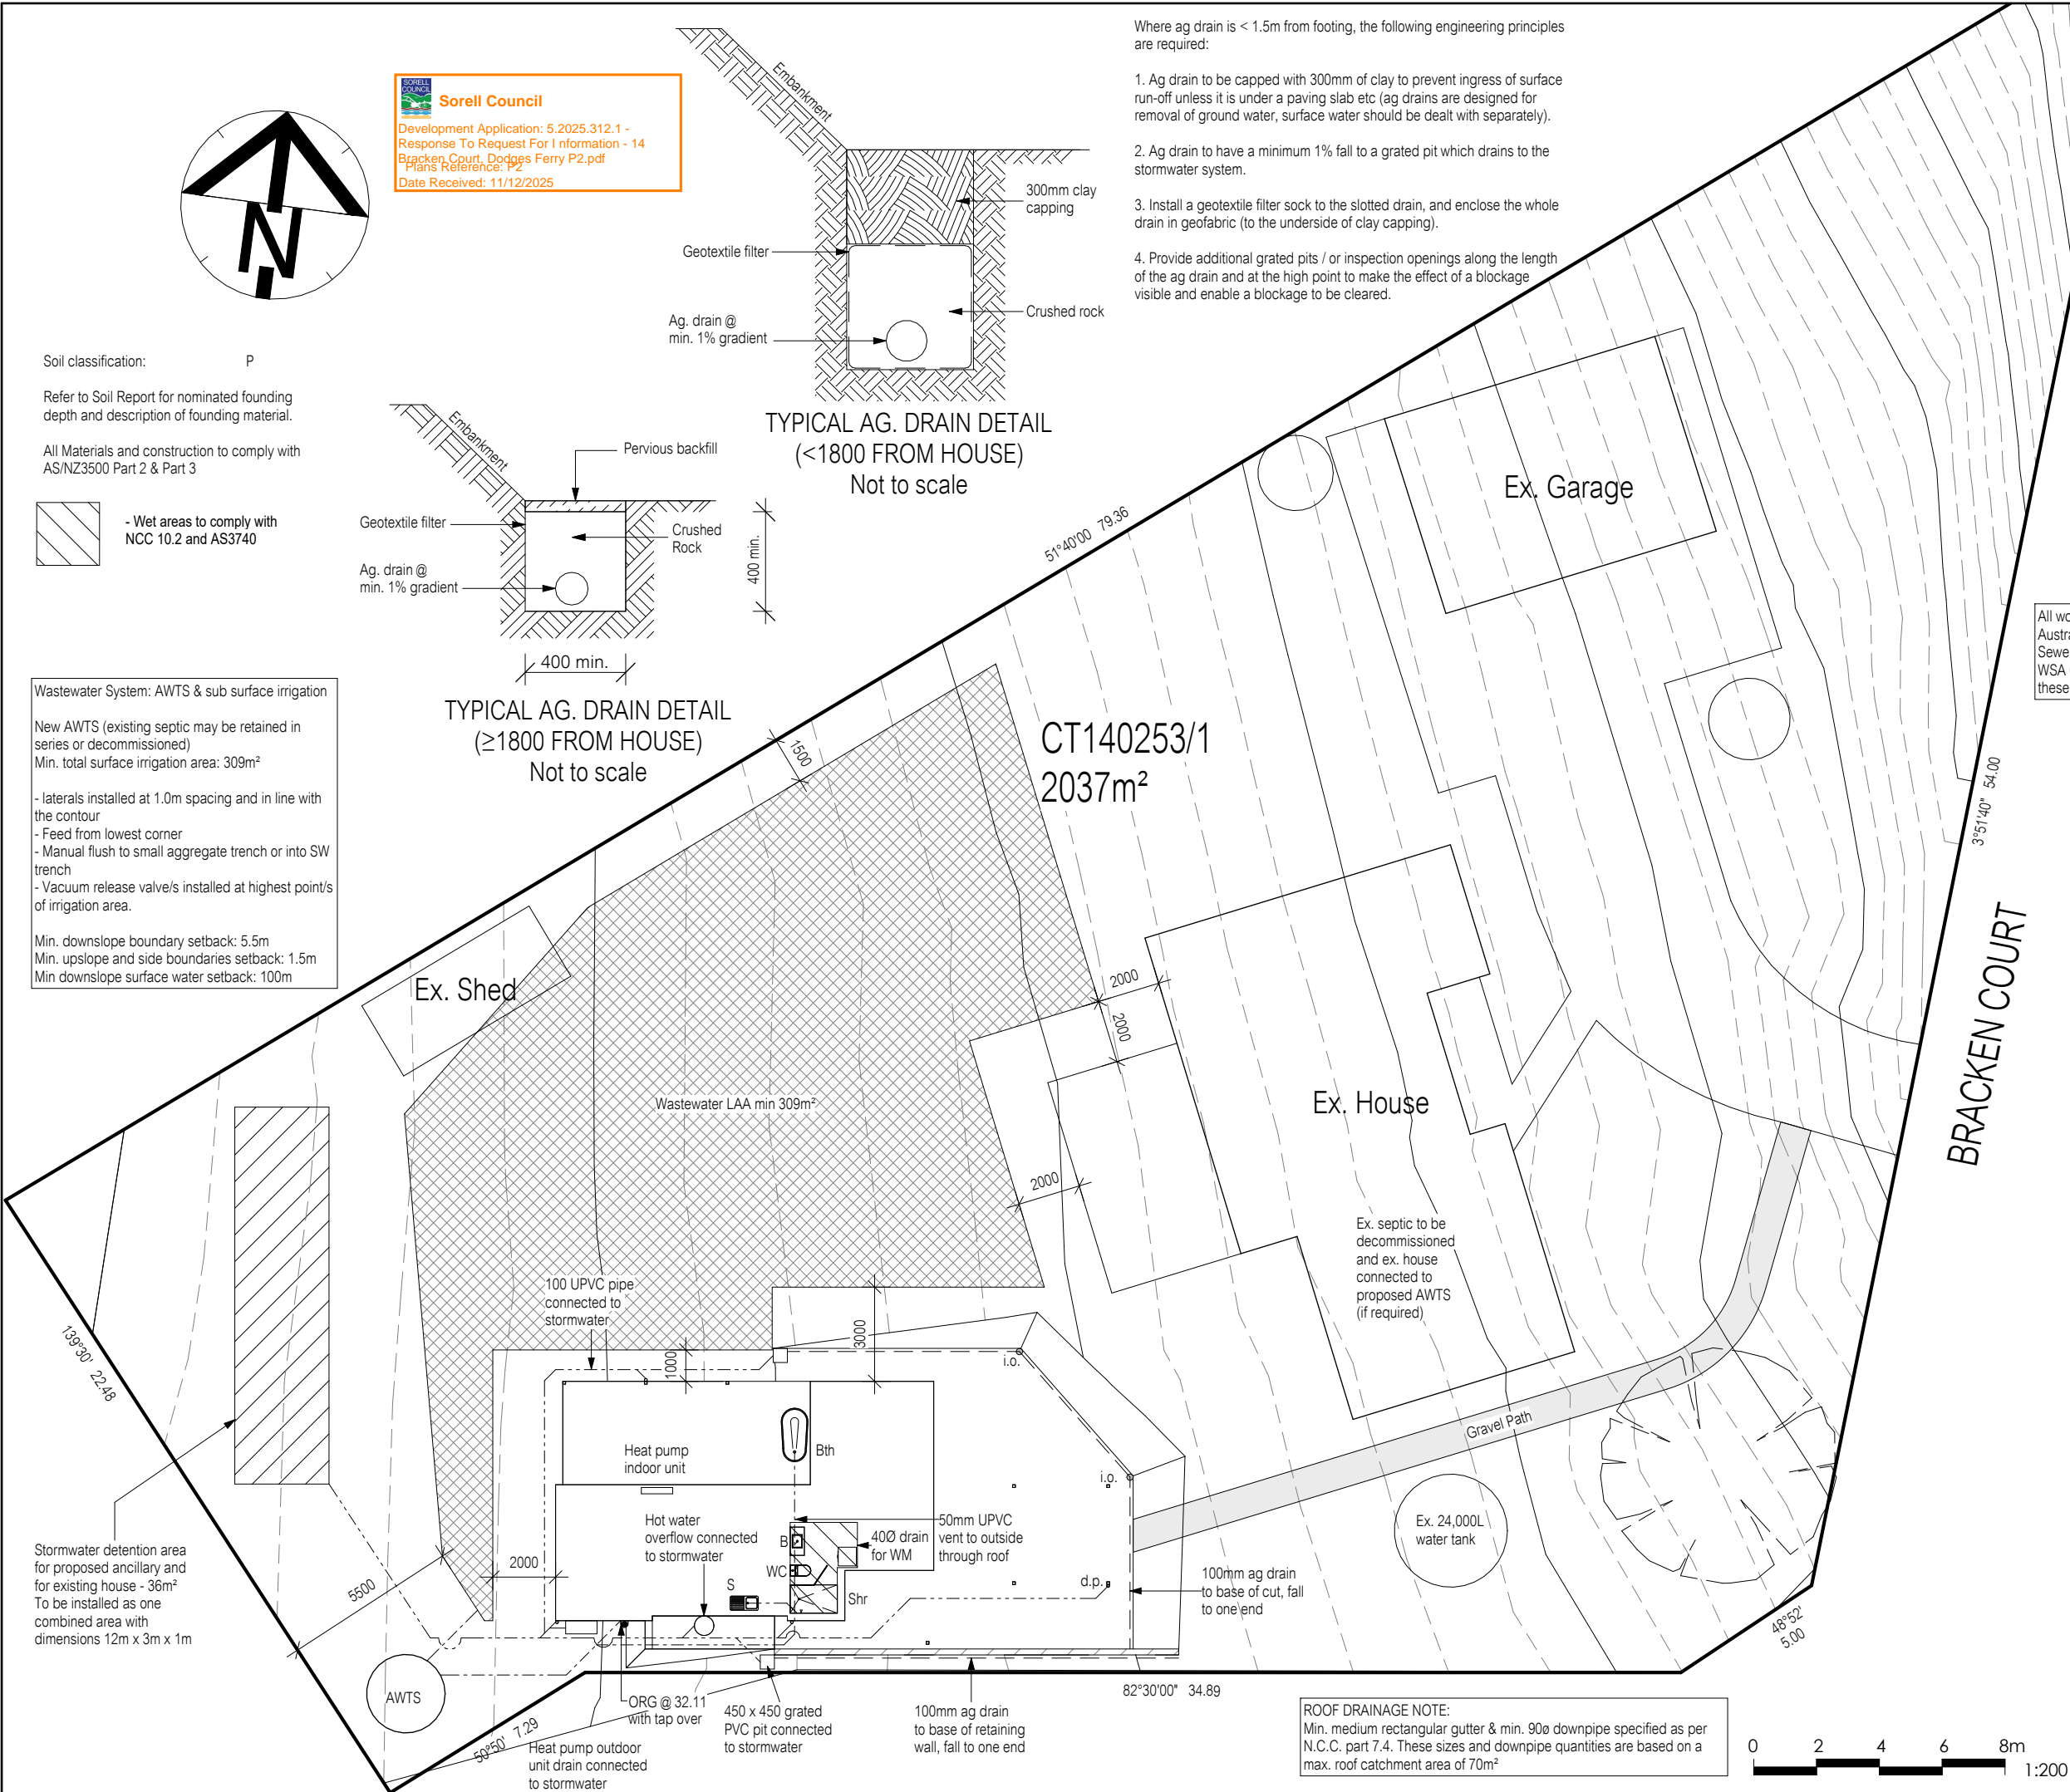 SORELL
COUNCIL
Sorell Council
Development Application: 5.2025.312.1 -
Response To Request For I nformation - 14
Bracken Court, Dodges Ferry P2.pdf
Plans Reference: P2
Date Received: 11/12/2025
N
Soil classification: P
Refer to Soil Report for nominated founding
depth and description of founding material.
All Materials and construction to comply with
AS/NZ3500 Part 2 & Part 3
- Wet areas to comply with
NCC 10.2 and AS3740
Embankment
300mm clay
capping
Geotextile filter
Crushed rock
Ag. drain @
min. 1% gradient
TYPICAL AG. DRAIN DETAIL
(<1800 FROM HOUSE)
Not to scale
Where ag drain is < 1.5m from footing, the following engineering principles
are required:
1. Ag drain to be capped with 300mm of clay to prevent ingress of surface
run-off unless it is under a paving slab etc (ag drains are designed for
removal of ground water, surface water should be dealt with separately).
2. Ag drain to have a minimum 1% fall to a grated pit which drains to the
stormwater system.
3. Install a geotextile filter sock to the slotted drain, and enclose the whole
drain in geofabric (to the underside of clay capping).
4. Provide additional grated pits / or inspection openings along the length
of the ag drain and at the high point to make the effect of a blockage
visible and enable a blockage to be cleared.
Embankment
Pervious backfill
Geotextile filter
Crushed
Rock
Ag. drain @
min. 1% gradient
400 min.
400 min.
TYPICAL AG. DRAIN DETAIL
(≥1800 FROM HOUSE)
Not to scale
Wastewater System: AWTS & sub surface irrigation
New AWTS (existing septic may be retained in
series or decommissioned)
Min. total surface irrigation area: 309m²
- laterals installed at 1.0m spacing and in line with
the contour
- Feed from lowest corner
- Manual flush to small aggregate trench or into SW
trench
- Vacuum release valve/s installed at highest point/s
of irrigation area.
Min. downslope boundary setback: 5.5m
Min. upslope and side boundaries setback: 1.5m
Min downslope surface water setback: 100m
All wo
Austra
Sewe
WSA
these
51°40'00 79.36
Ex. Garage
1500
CT140253/1
2037m²
3°51'40" 54.00
BRACKEN COURT
Ex. Shed
2000
2000
Wastewater LAA min 309m²
Ex. House
2000
Ex. septic to be
decommissioned
and ex. house
connected to
proposed AWTS
(if required)
100 UPVC pipe
connected to
stormwater
139°30' 22.48
1000
3000
i.o.
Gravel Path
Heat pump
indoor unit
Bth
i.o.
Hot water
overflow connected
to stormwater
B
40Ø drain
for WM
50mm UPVC
vent to outside
through roof
Ex. 24,000L
water tank
WC
S
Shr
d.p.
100mm ag drain
to base of cut, fall
to one end
Stormwater detention area
for proposed ancillary and
for existing house - 36m²
To be installed as one
combined area with
dimensions 12m x 3m x 1m
5500
2000
48°52'
5.00
AWTS
50°50' 7.29
ORG @ 32.11
with tap over
450 x 450 grated
PVC pit connected
to stormwater
100mm ag drain
to base of retaining
wall, fall to one end
82°30'00" 34.89
Heat pump outdoor
unit drain connected
to stormwater
ROOF DRAINAGE NOTE:
Min. medium rectangular gutter & min. 90ø downpipe specified as per
N.C.C. part 7.4. These sizes and downpipe quantities are based on a
max. roof catchment area of 70m²
0 2 4 6 8m
1:200